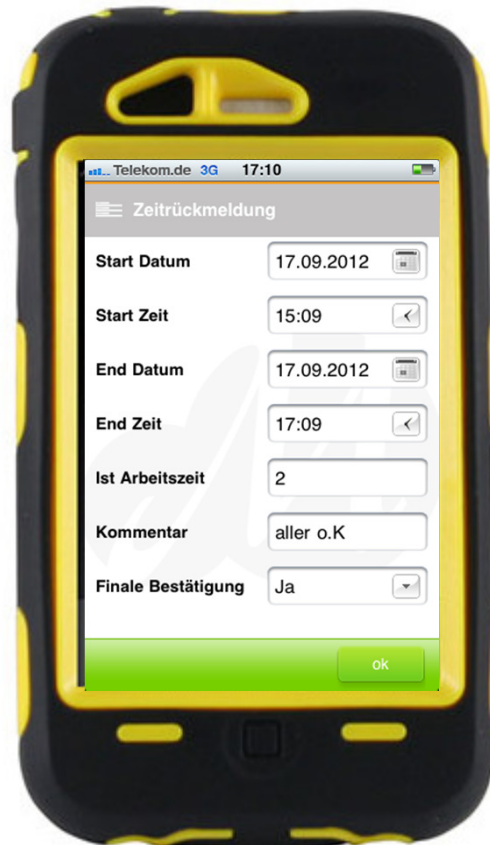 Telekom.de 3G 17:10
Zeitrückmeldung
Start Datum 17.09.2012
Start Zeit 15:09
End Datum 17.09.2012
End Zeit 17:09
Ist Arbeitszeit 2
Kommentar aller o.K
Finale Bestätigung Ja
ok